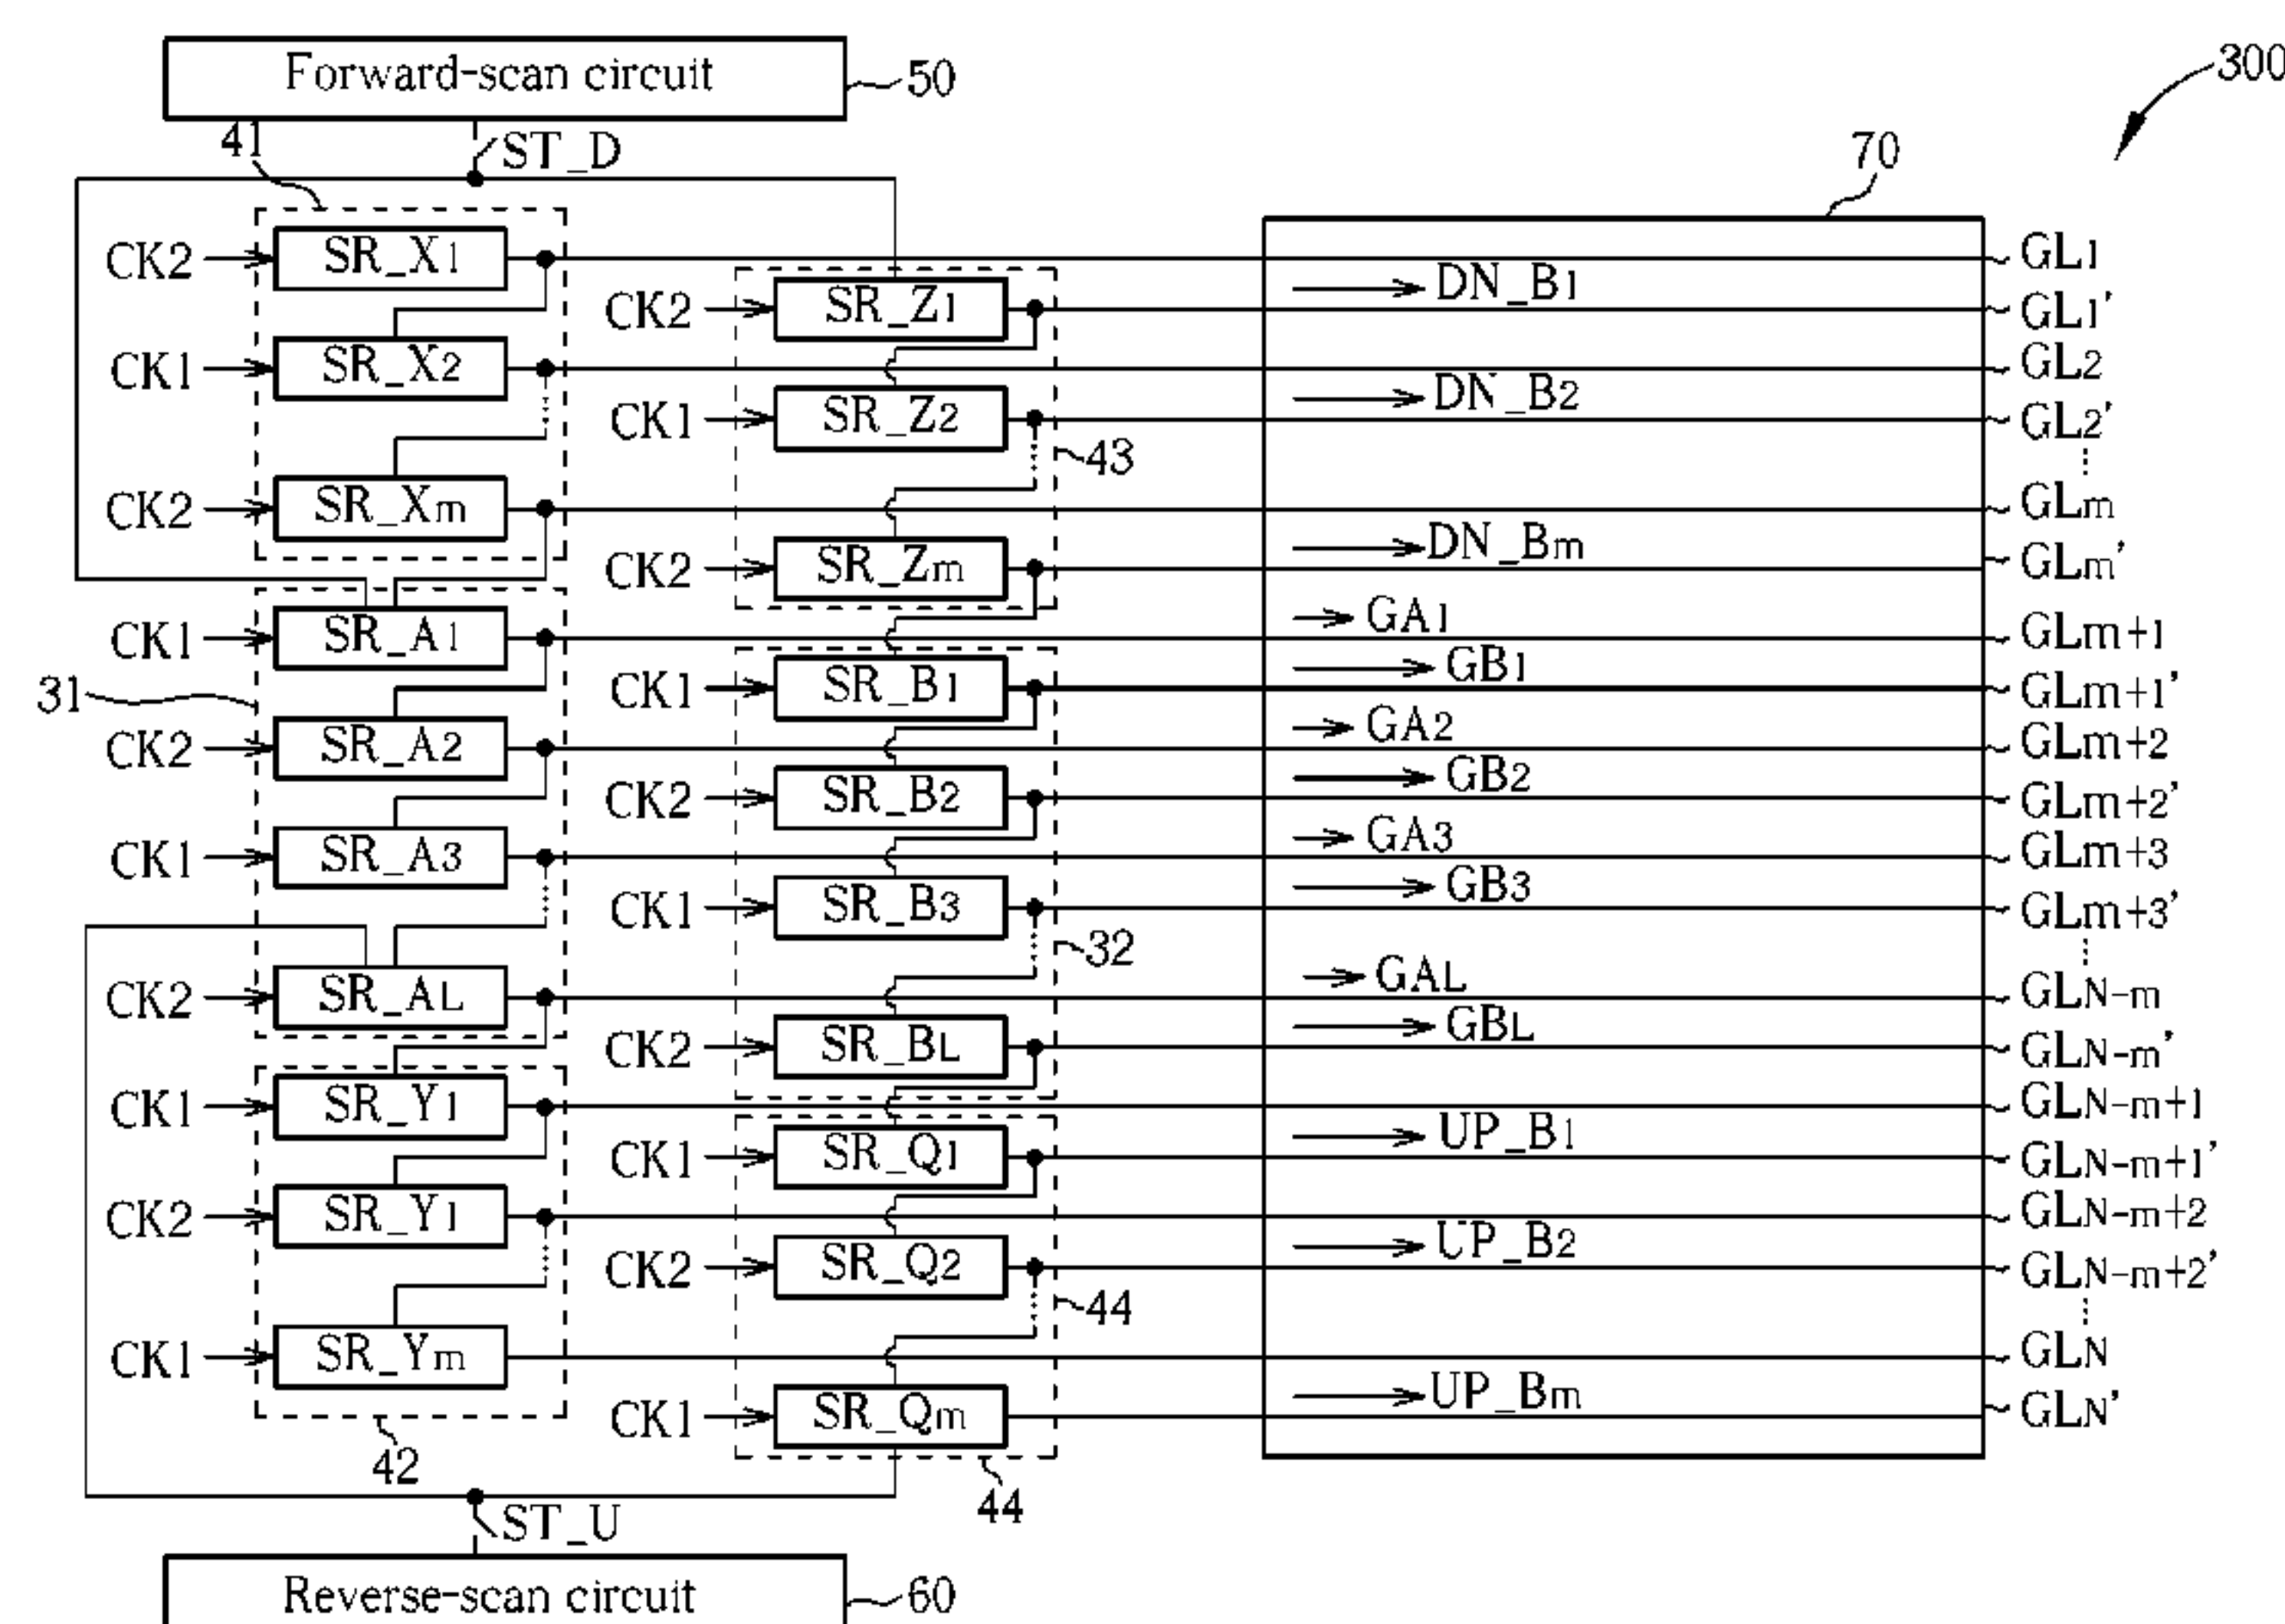 Forward-scan circuit 50
300
41 ST_D
70
CK2 SR_X1 GL1
CK2 SR_Z1 DN_B1 GL1'
CK1 SR_X2 GL2
CK1 SR_Z2 DN_B2 GL2'
43
CK2 SR_Xm GLm
CK2 SR_Zm DN_Bm GLm'
CK1 SR_A1 GA1 GLm+1
31
CK1 SR_B1 GB1 GLm+1'
CK2 SR_A2 GA2 GLm+2
CK2 SR_B2 GB2 GLm+2'
CK1 SR_A3 GA3 GLm+3
CK1 SR_B3 GB3 GLm+3'
32
CK2 SR_AL GAL GLN-m
CK2 SR_BL GBL GLN-m'
CK1 SR_Y1 GLN-m+1
CK1 SR_Q1 UP_B1 GLN-m+1'
CK2 SR_Y1 GLN-m+2
CK2 SR_Q2 UP_B2 GLN-m+2'
44
CK1 SR_Ym GLN
CK1 SR_Qm UP_Bm GLN'
42
44
ST_U
Reverse-scan circuit 60